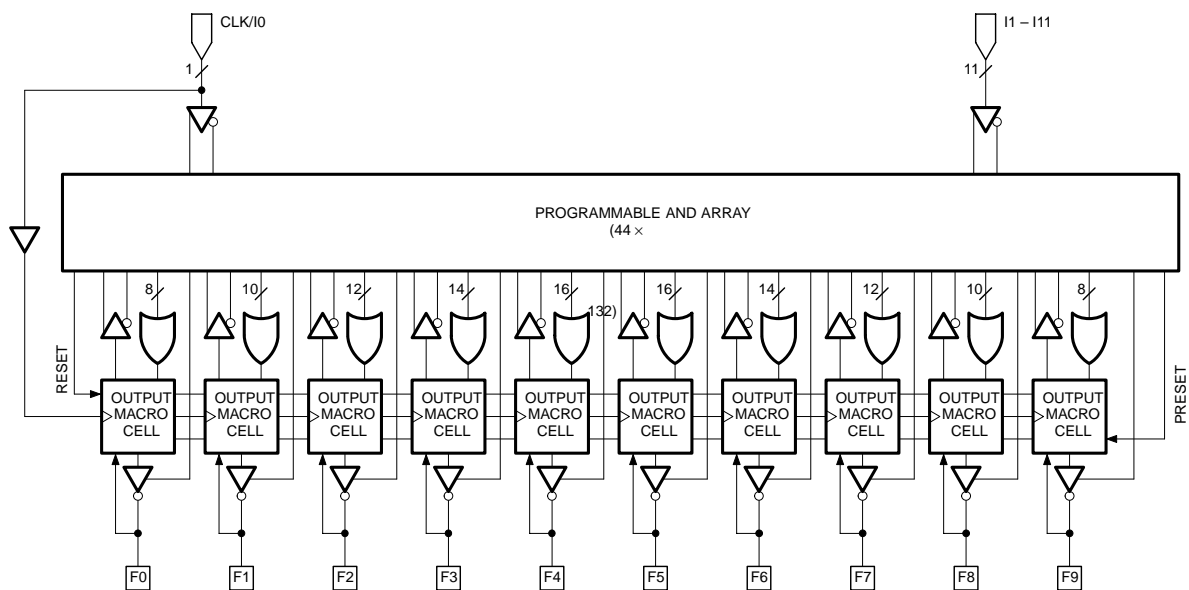 CLK/I0
I1 – I11
1
11
PROGRAMMABLE AND ARRAY
(44 ×
8
10
12
14
16
16
14
12
10
8
132)
RESET
PRESET
OUTPUT
MACRO
CELL
OUTPUT
MACRO
CELL
OUTPUT
MACRO
CELL
OUTPUT
MACRO
CELL
OUTPUT
MACRO
CELL
OUTPUT
MACRO
CELL
OUTPUT
MACRO
CELL
OUTPUT
MACRO
CELL
OUTPUT
MACRO
CELL
OUTPUT
MACRO
CELL
F0
F1
F2
F3
F4
F5
F6
F7
F8
F9